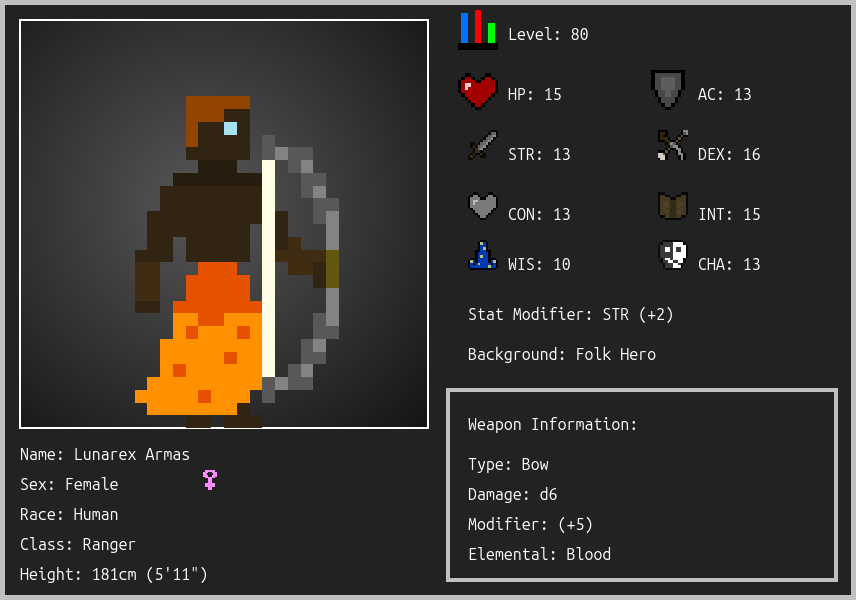 Level: 80
HP: 15
AC: 13
STR: 13
DEX: 16
CON: 13
INT: 15
WIS: 10
CHA: 13
Stat Modifier: STR (+2)
Background: Folk Hero
Name: Lunarex Armas
Sex: Female
Race: Human
Class: Ranger
Height: 181cm (5'11")
Weapon Information:
Type: Bow
Damage: d6
Modifier: (+5)
Elemental: Blood